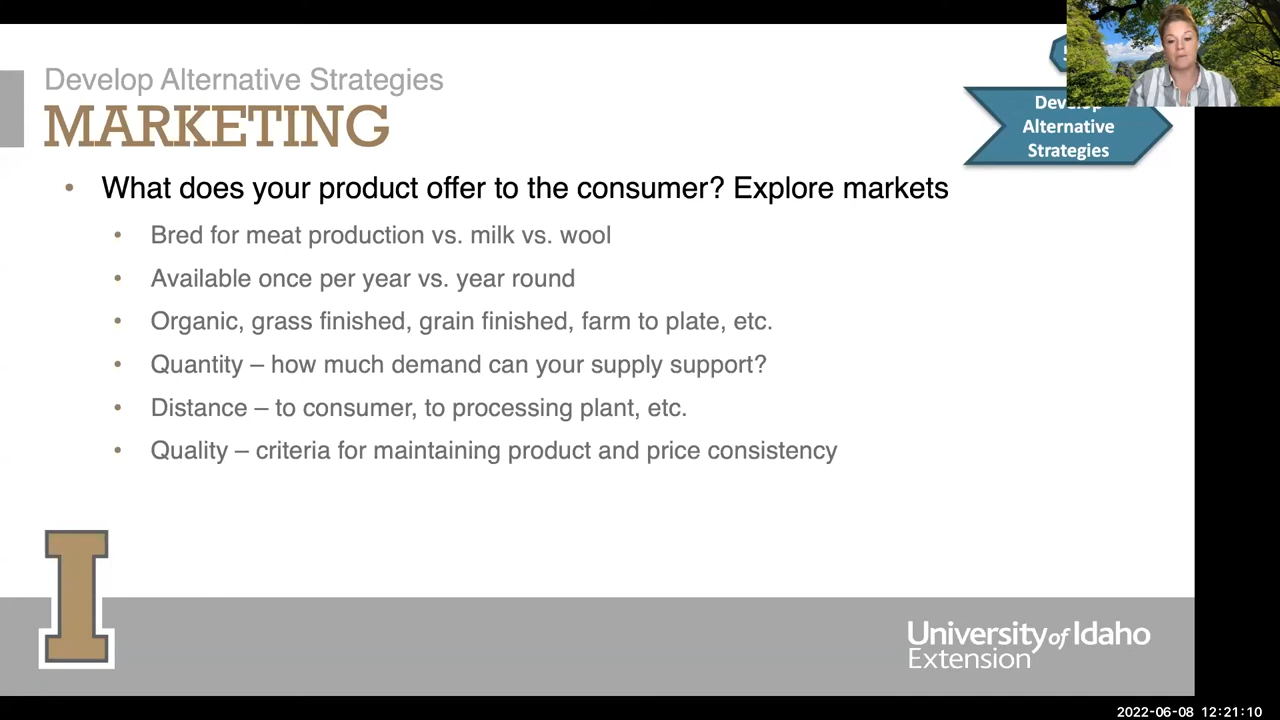 Develop Alternative Strategies
MARKETING
Develop
Alternative
Strategies
• What does your product offer to the consumer? Explore markets
• Bred for meat production vs. milk vs. wool
• Available once per year vs. year round
• Organic, grass finished, grain finished, farm to plate, etc.
• Quantity – how much demand can your supply support?
• Distance – to consumer, to processing plant, etc.
• Quality – criteria for maintaining product and price consistency
I
University of Idaho
Extension
2022-06-08 12:21:10